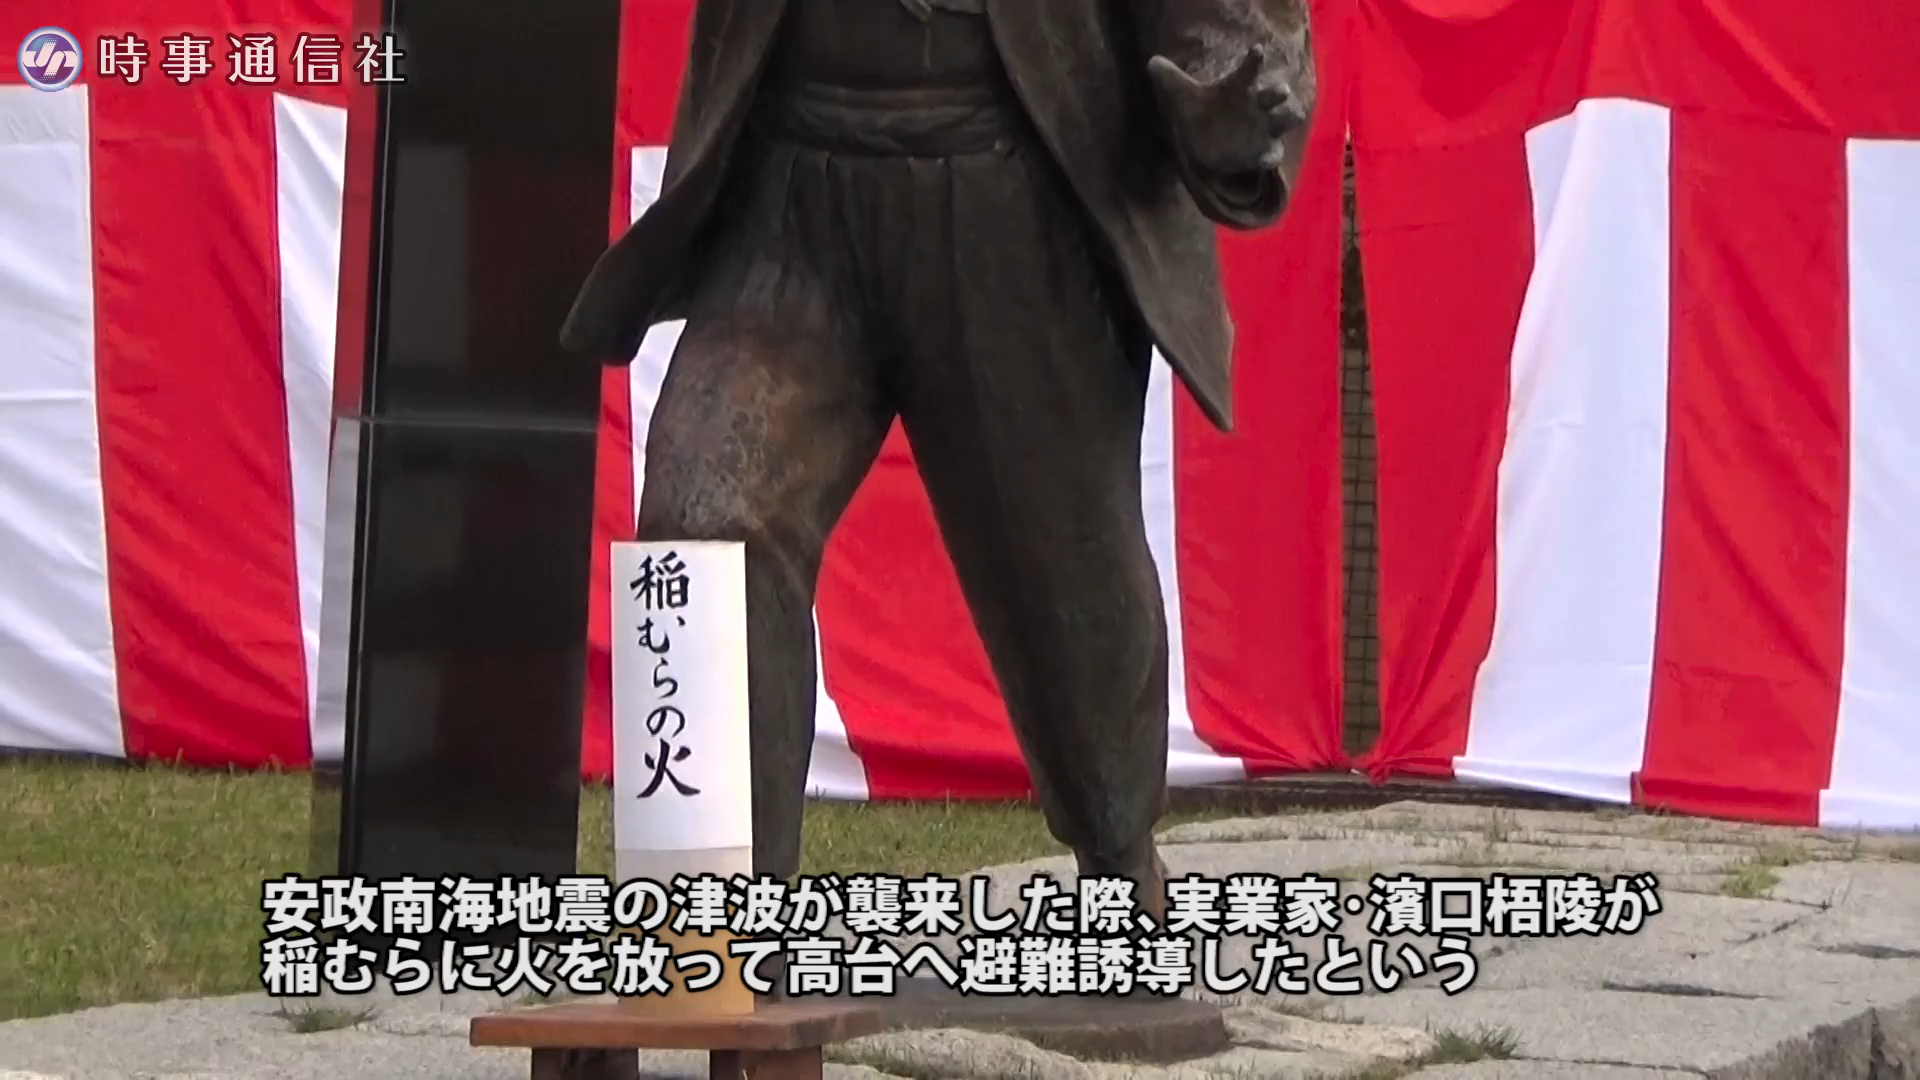 時事通信社
稲むらの火
安政南海地震の津波が襲来した際､実業家･濱口梧陵が
稲むらに火を放って高台へ避難誘導したという